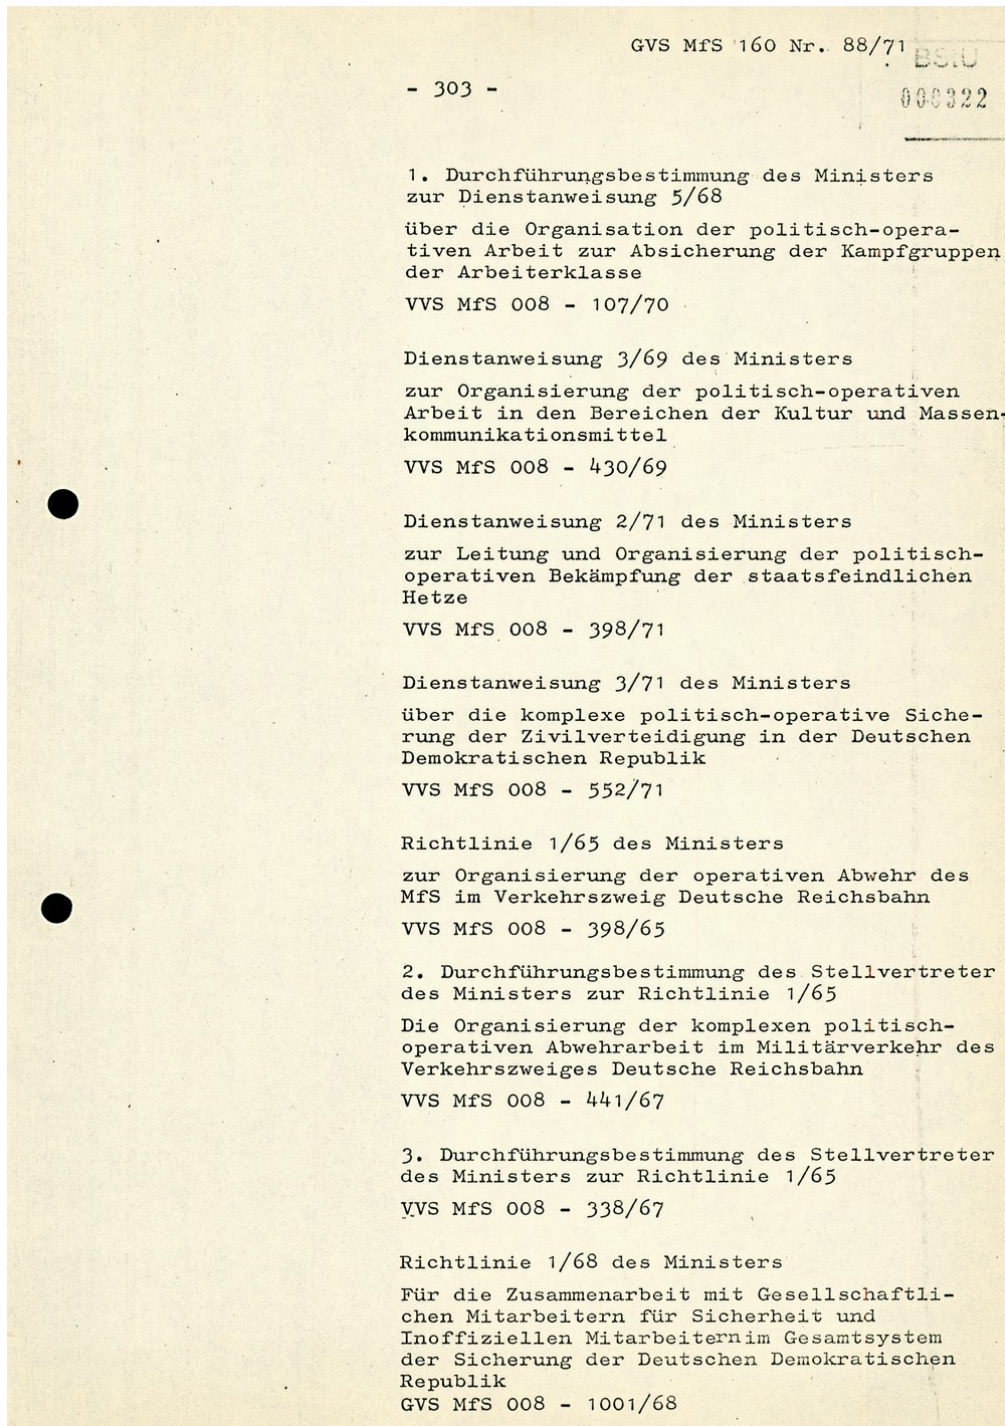 GVS MfS 160 Nr. 88/71
BStU
000322
- 303 -
1. Durchführungsbestimmung des Ministers
zur Dienstanweisung 5/68
über die Organisation der politisch-opera-
tiven Arbeit zur Absicherung der Kampfgruppen
der Arbeiterklasse
VVS MfS 008 - 107/70
Dienstanweisung 3/69 des Ministers
zur Organisierung der politisch-operativen
Arbeit in den Bereichen der Kultur und Massen-
kommunikationsmittel
VVS MfS 008 - 430/69
Dienstanweisung 2/71 des Ministers
zur Leitung und Organisierung der politisch-
operativen Bekämpfung der staatsfeindlichen
Hetze
VVS MfS 008 - 398/71
Dienstanweisung 3/71 des Ministers
über die komplexe politisch-operative Siche-
rung der Zivilverteidigung in der Deutschen
Demokratischen Republik
VVS MfS 008 - 552/71
Richtlinie 1/65 des Ministers
zur Organisierung der operativen Abwehr des
MfS im Verkehrszweig Deutsche Reichsbahn
VVS MfS 008 - 398/65
2. Durchführungsbestimmung des Stellvertreter
des Ministers zur Richtlinie 1/65
Die Organisierung der komplexen politisch-
operativen Abwehrarbeit im Militärverkehr des
Verkehrszweiges Deutsche Reichsbahn
VVS MfS 008 - 441/67
3. Durchführungsbestimmung des Stellvertreter
des Ministers zur Richtlinie 1/65
VVS MfS 008 - 338/67
Richtlinie 1/68 des Ministers
Für die Zusammenarbeit mit Gesellschaftli-
chen Mitarbeitern für Sicherheit und
Inoffiziellen Mitarbeiternim Gesamtsystem
der Sicherung der Deutschen Demokratischen
Republik
GVS MfS 008 - 1001/68